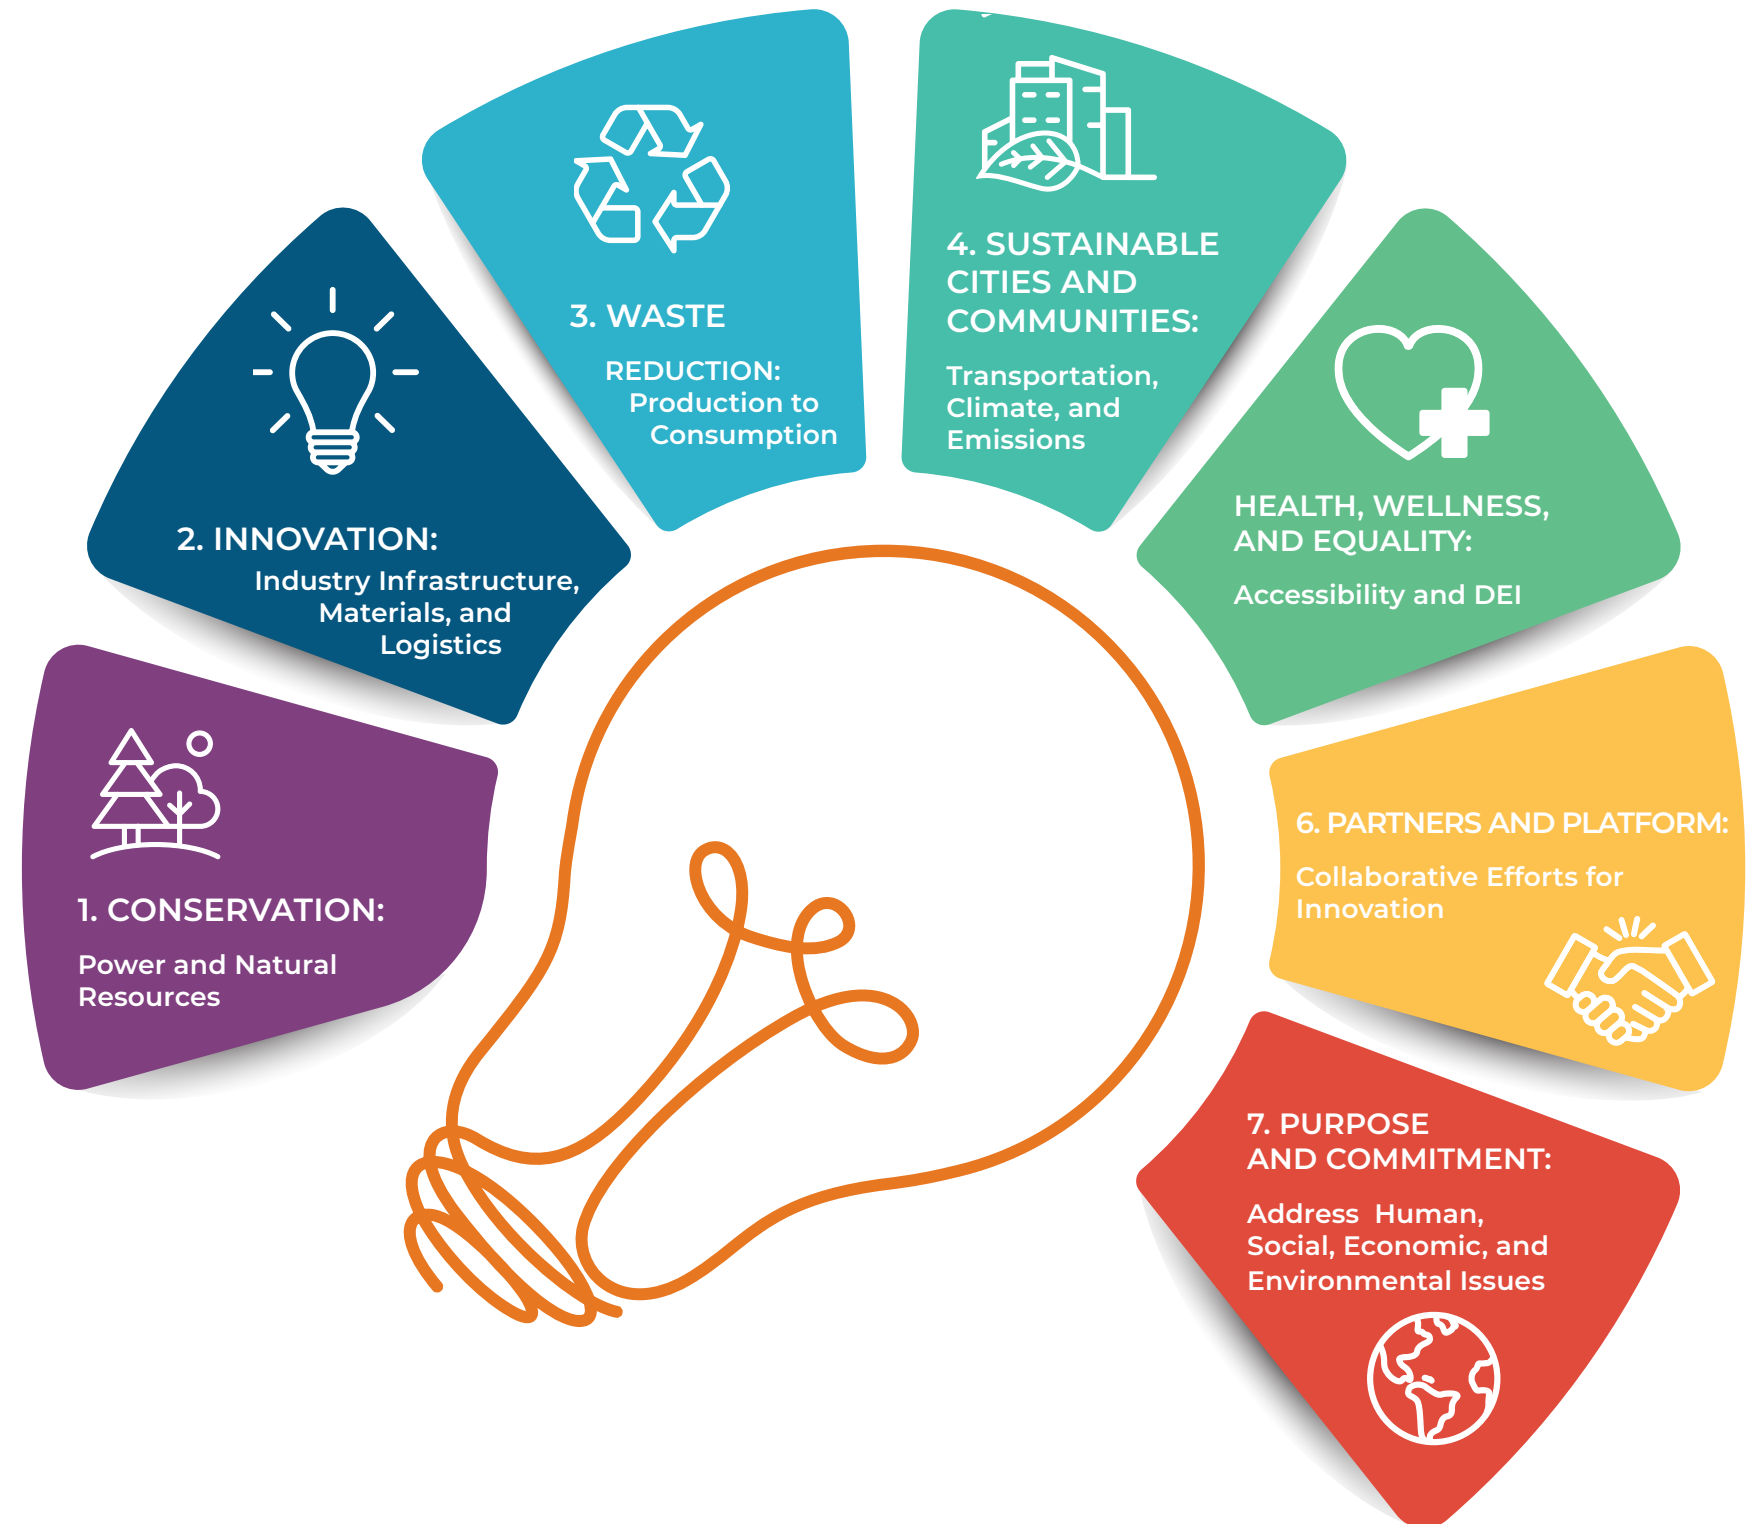 1. CONSERVATION:
Power and Natural
Resources
2. INNOVATION:
Industry Infrastructure,
Materials, and
Logistics
3. WASTE
REDUCTION:
Production to
Consumption
4. SUSTAINABLE
CITIES AND
COMMUNITIES:
Transportation,
Climate, and
Emissions
HEALTH, WELLNESS,
AND EQUALITY:
Accessibility and DEI
6. PARTNERS AND PLATFORM:
Collaborative Efforts for
Innovation
7. PURPOSE
AND COMMITMENT:
Address Human,
Social, Economic, and
Environmental Issues